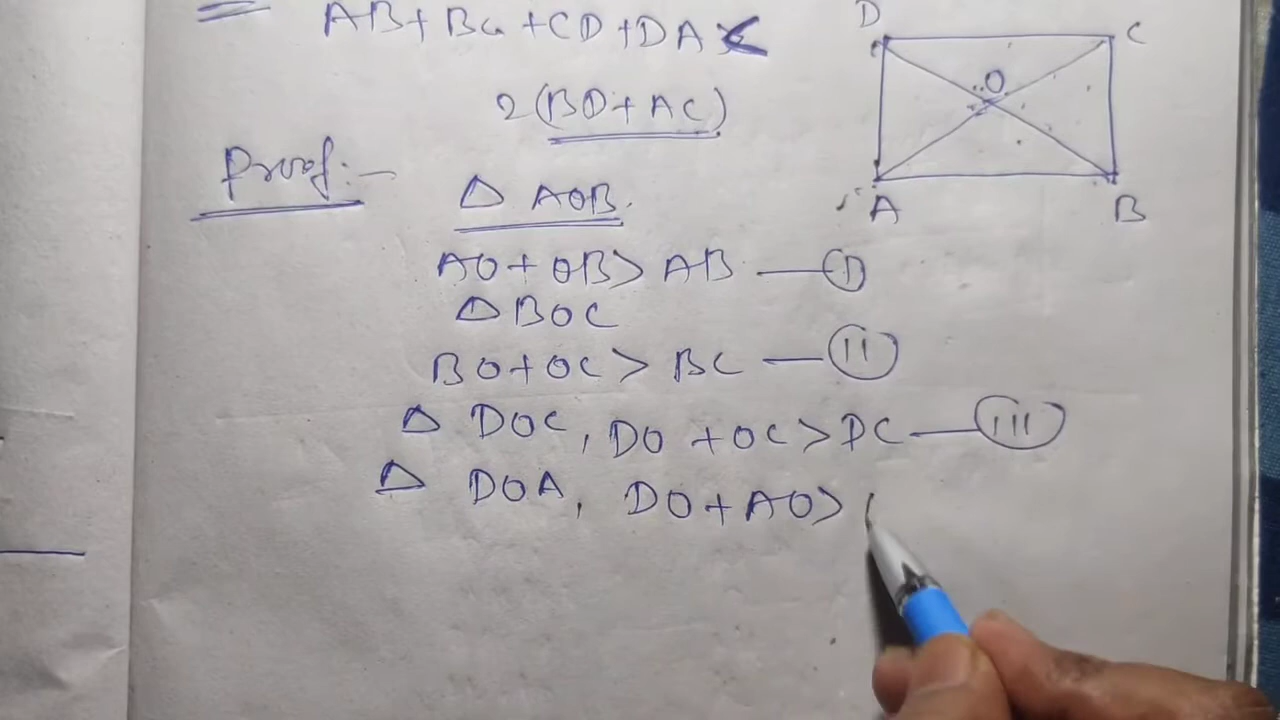 AB + BC + CD + DA <
2(BD + AC)
Proof:-
△ AOB.
AO + OB > AB — I
△ BOC
BO + OC > BC — II
△ DOC, DO + OC > DC — III
△ DOA, DO + AO >
D
C
O
A
B